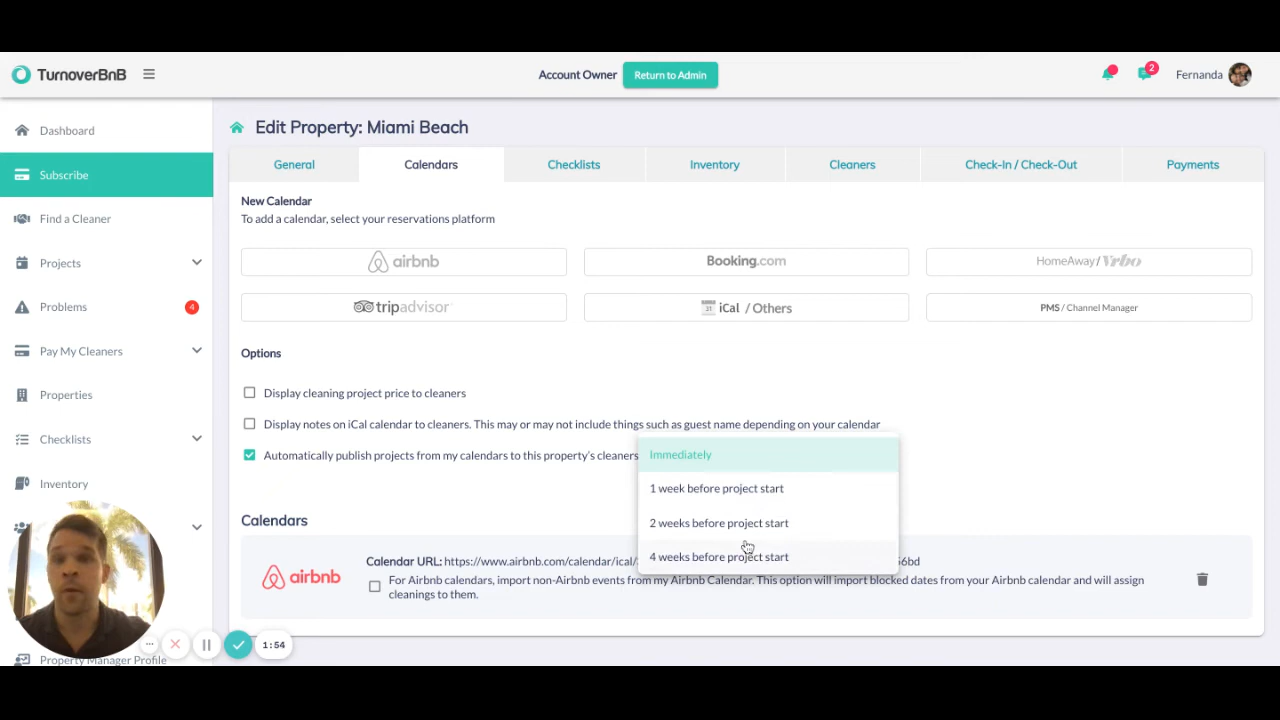 TurnoverBnB
Account Owner
Return to Admin
2
Fernanda
Dashboard
Subscribe
Find a Cleaner
Projects
Problems
4
Pay My Cleaners
Properties
Checklists
Inventory
Property Manager Profile
Edit Property: Miami Beach
General
Calendars
Checklists
Inventory
Cleaners
Check-In / Check-Out
Payments
New Calendar
To add a calendar, select your reservations platform
airbnb
Booking.com
HomeAway/Vrbo
tripadvisor
31 iCal / Others
PMS / Channel Manager
Options
Display cleaning project price to cleaners
Display notes on iCal calendar to cleaners. This may or may not include things such as guest name depending on your calendar
Automatically publish projects from my calendars to this property's cleaners
Immediately
1 week before project start
2 weeks before project start
4 weeks before project start
Calendars
airbnb
Calendar URL: https://www.airbnb.com/calendar/ical/
6bd
For Airbnb calendars, import non-Airbnb events from my Airbnb Calendar. This option will import blocked dates from your Airbnb calendar and will assign
cleanings to them.
1:54